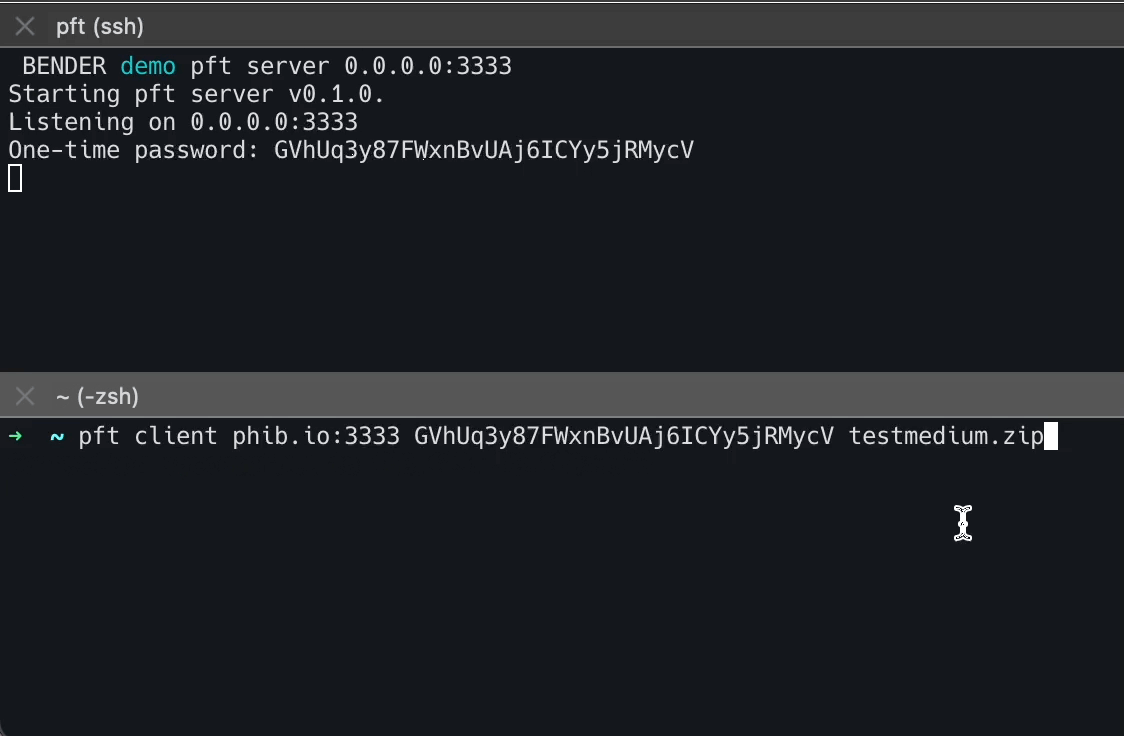 pft (ssh)
BENDER demo pft server 0.0.0.0:3333
Starting pft server v0.1.0.
Listening on 0.0.0.0:3333
One-time password: GVhUq3y87FWxnBvUAj6ICYy5jRMycV
~ (-zsh)
→ ~ pft client phib.io:3333 GVhUq3y87FWxnBvUAj6ICYy5jRMycV testmedium.zip